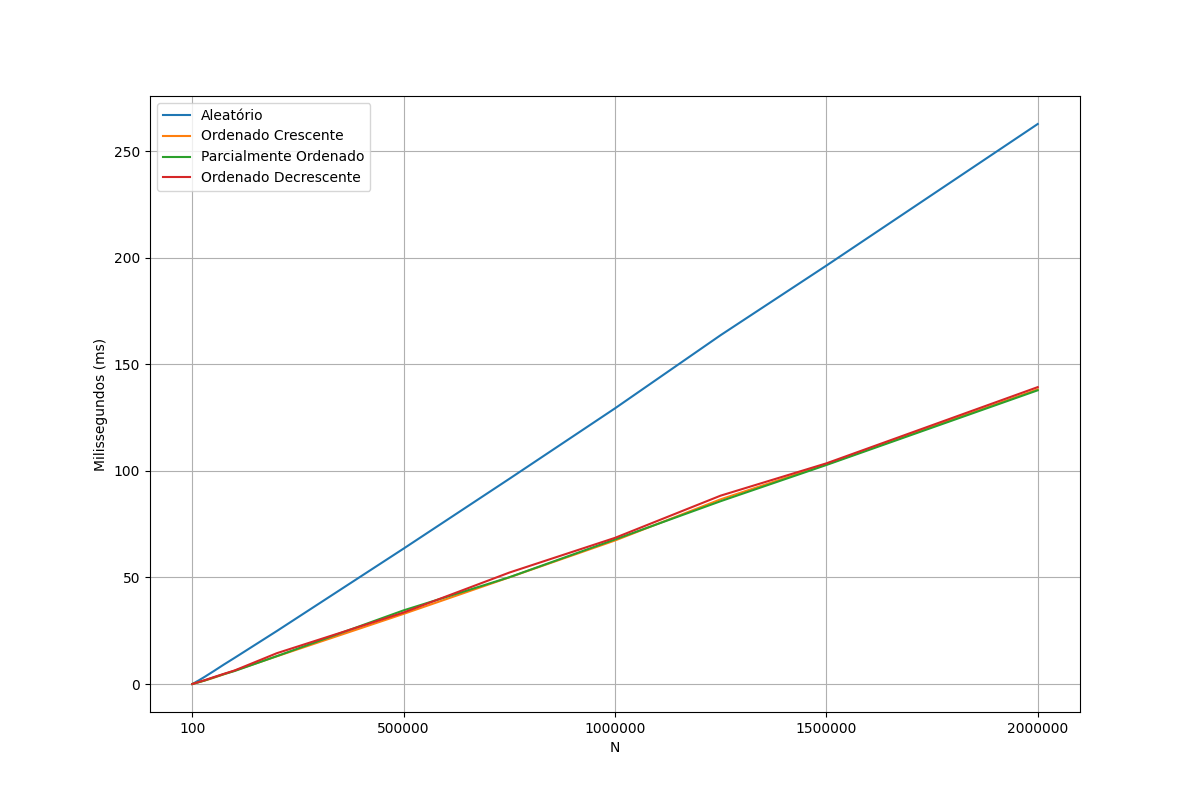 Aleatório
Ordenado Crescente
Parcialmente Ordenado
Ordenado Decrescente
Milissegundos (ms)
250
200
150
100
50
0
100 500000 1000000 1500000 2000000
N